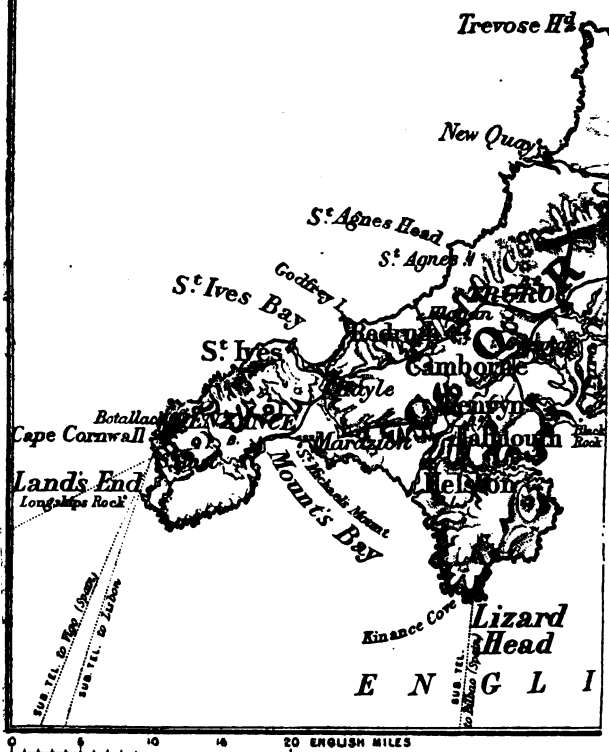 Trevose Hd.
New Quay
St. Agnes Head
St. Agnes
Godfrey I.
St. Ives Bay
TRURO
Redruth
St. Ives
Camborne
Hayle
Penryn
Botallac
PENZANCE
Cape Cornwall
Marazion
Falmouth
Black Rock
Land's End
Longships Rock
St. Michael's Mount
Helston
Mount's Bay
Kinance Cove
Lizard
Head
SUB. TEL. to Vigo (Spain)
SUB. TEL. to Lisbon
SUB. TEL.
to Bilbao (Spain)
E N G L I
0 5 10 15 20 ENGLISH MILES